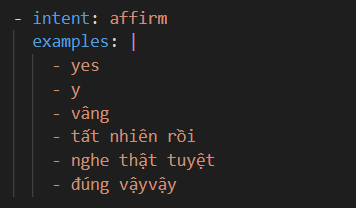 - intent: affirm
examples: |
- yes
- y
- vâng
- tất nhiên rồi
- nghe thật tuyệt
- đúng vậyvậy